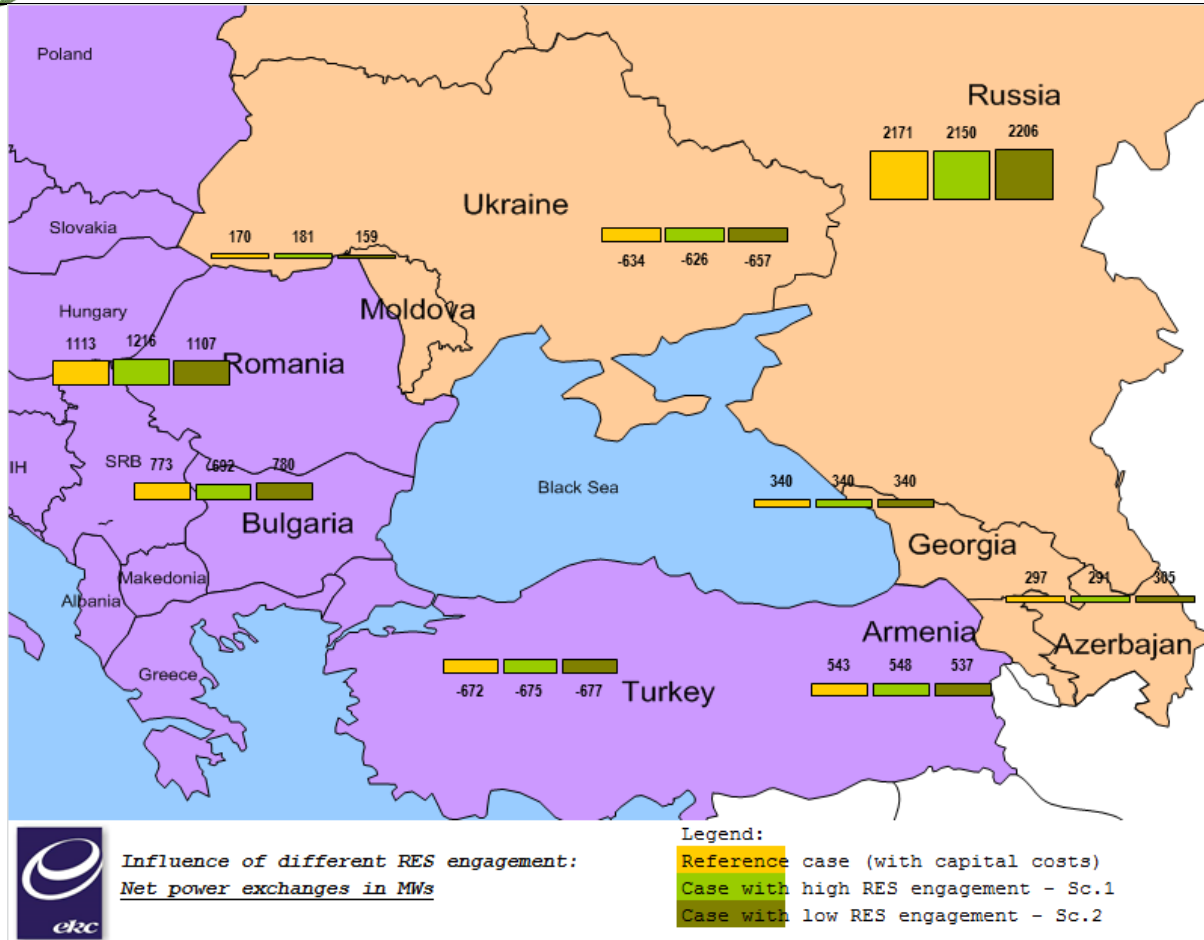 Poland
Russia
2171 2150 2206
Ukraine
Slovakia
170 181 159
-634 -626 -657
Hungary
Moldova
1113 1216 1107
Romania
SRB
773 692 780
IH
Black Sea
340 340 340
Bulgaria
Georgia
Makedonia
297 291 305
Albania
Armenia
Azerbajan
Greece
543 548 537
-672 -675 -677
Turkey
Legend:
Influence of different RES engagement:
Net power exchanges in MWs
Reference case (with capital costs)
Case with high RES engagement - Sc.1
Case with low RES engagement - Sc.2
ekc